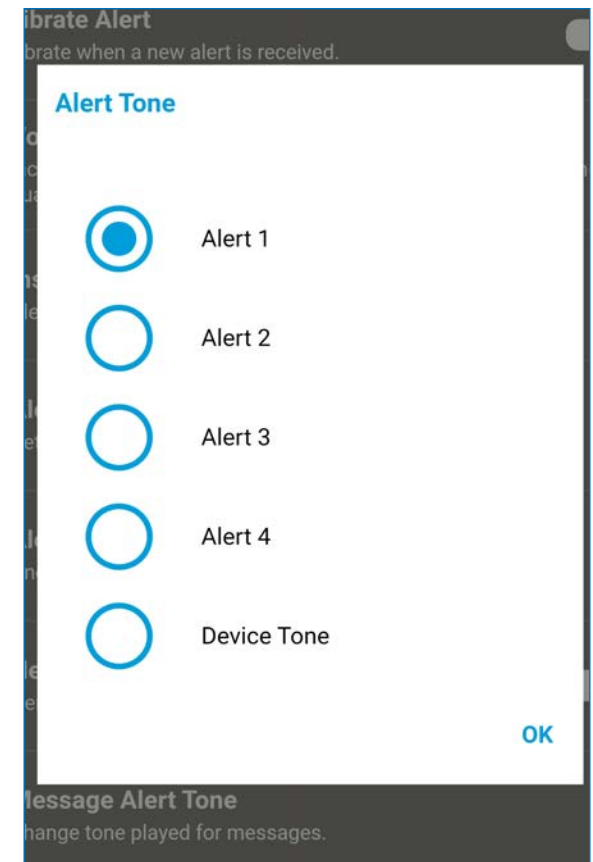 ibrate Alert
brate when a new alert is received.
Alert Tone
Alert 1
Alert 2
Alert 3
Alert 4
Device Tone
OK
Message Alert Tone
hange tone played for messages.